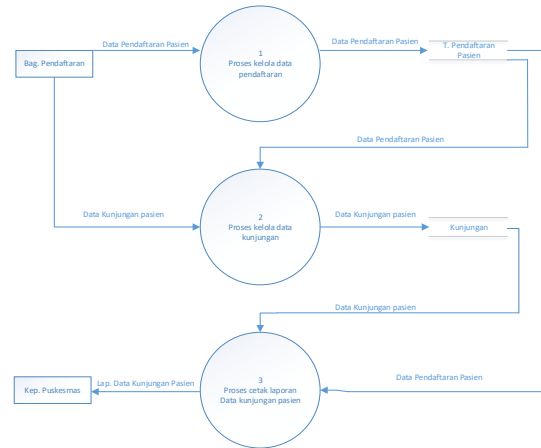 Data Pendaftaran Pasien
Bag. Pendaftaran
1
Proses kelola data
pendaftaran
Data Pendaftaran Pasien
T. Pendaftaran
Pasien
Data Pendaftaran Pasien
Data Kunjungan pasien
2
Proses kelola data
kunjungan
Data Kunjungan pasien
Kunjungan
Data Kunjungan pasien
Kep. Puskesmas
Lap. Data Kunjungan Pasien
3
Proses cetak laporan
Data kunjungan pasien
Data Pendaftaran Pasien